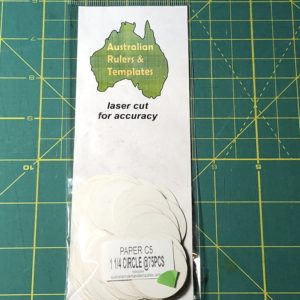 Australian
Rulers &
Templates
laser cut
for accuracy
PAPER C5
1 1/4 CIRCLE @75PCS